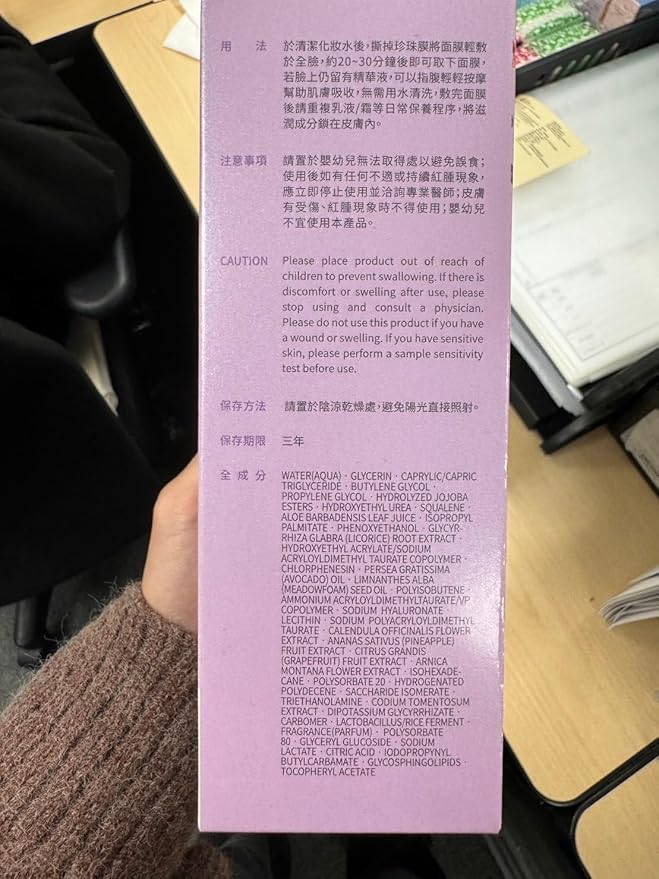 用 法 於清潔化妝水後，撕掉珍珠膜將面膜輕敷
於全臉，約20~30分鐘後即可取下面膜，
若臉上仍留有精華液，可以指腹輕輕按摩
幫助肌膚吸收，無需用水清洗，敷完面膜
後請重複乳液/霜等日常保養程序，將滋
潤成分鎖在皮膚內。
注意事項 請置於嬰幼兒無法取得處以避免誤食；
使用後如有任何不適或持續紅腫現象，
應立即停止使用並洽詢專業醫師；皮膚
有受傷、紅腫現象時不得使用；嬰幼兒
不宜使用本產品。
CAUTION Please place product out of reach of
children to prevent swallowing. If there is
discomfort or swelling after use, please
stop using and consult a physician.
Please do not use this product if you have
a wound or swelling. If you have sensitive
skin, please perform a sample sensitivity
test before use.
保存方法 請置於陰涼乾燥處，避免陽光直接照射。
保存期限 三年
全 成 分 WATER(AQUA)．GLYCERIN．CAPRYLIC/CAPRIC
TRIGLYCERIDE．BUTYLENE GLYCOL．
PROPYLENE GLYCOL．HYDROLYZED JOJOBA
ESTERS．HYDROXYETHYL UREA．SQUALENE．
ALOE BARBADENSIS LEAF JUICE．ISOPROPYL
PALMITATE．PHENOXYETHANOL．GLYCYR-
RHIZA GLABRA (LICORICE) ROOT EXTRACT．
HYDROXYETHYL ACRYLATE/SODIUM
ACRYLOYLDIMETHYL TAURATE COPOLYMER．
CHLORPHENESIN．PERSEA GRATISSIMA
(AVOCADO) OIL．LIMNANTHES ALBA
(MEADOWFOAM) SEED OIL．POLYISOBUTENE．
AMMONIUM ACRYLOYLDIMETHYLTAURATE/VP
COPOLYMER．SODIUM HYALURONATE．
LECITHIN．SODIUM POLYACRYLOYLDIMETHYL
TAURATE．CALENDULA OFFICINALIS FLOWER
EXTRACT．ANANAS SATIVUS (PINEAPPLE)
FRUIT EXTRACT．CITRUS GRANDIS
(GRAPEFRUIT) FRUIT EXTRACT．ARNICA
MONTANA FLOWER EXTRACT．ISOHEXADE-
CANE．POLYSORBATE 20．HYDROGENATED
POLYDECENE．SACCHARIDE ISOMERATE．
TRIETHANOLAMINE．CODIUM TOMENTOSUM
EXTRACT．DIPOTASSIUM GLYCYRRHIZATE．
CARBOMER．LACTOBACILLUS/RICE FERMENT．
FRAGRANCE(PARFUM)．POLYSORBATE
80．GLYCERYL GLUCOSIDE．SODIUM
LACTATE．CITRIC ACID．IODOPROPYNYL
BUTYLCARBAMATE．GLYCOSPHINGOLIPIDS．
TOCOPHERYL ACETATE